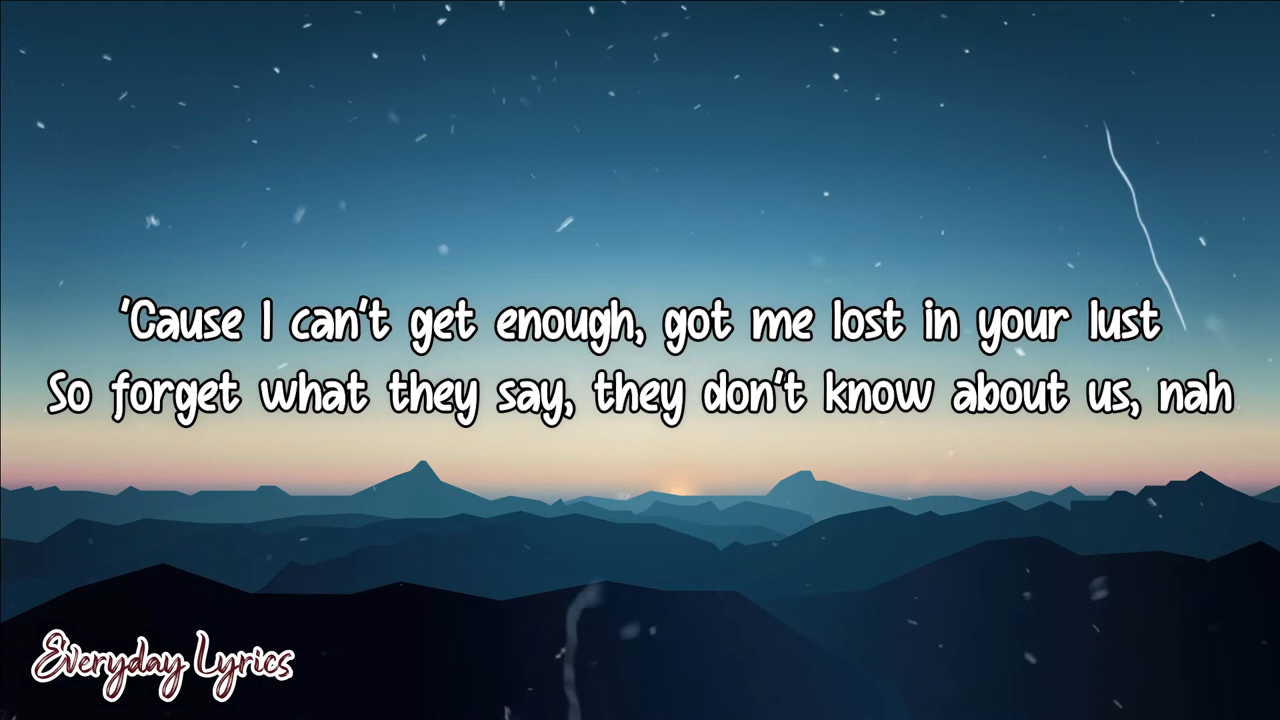 'Cause I can't get enough, got me lost in your lust
So forget what they say, they don't know about us, nah
Everyday Lyrics